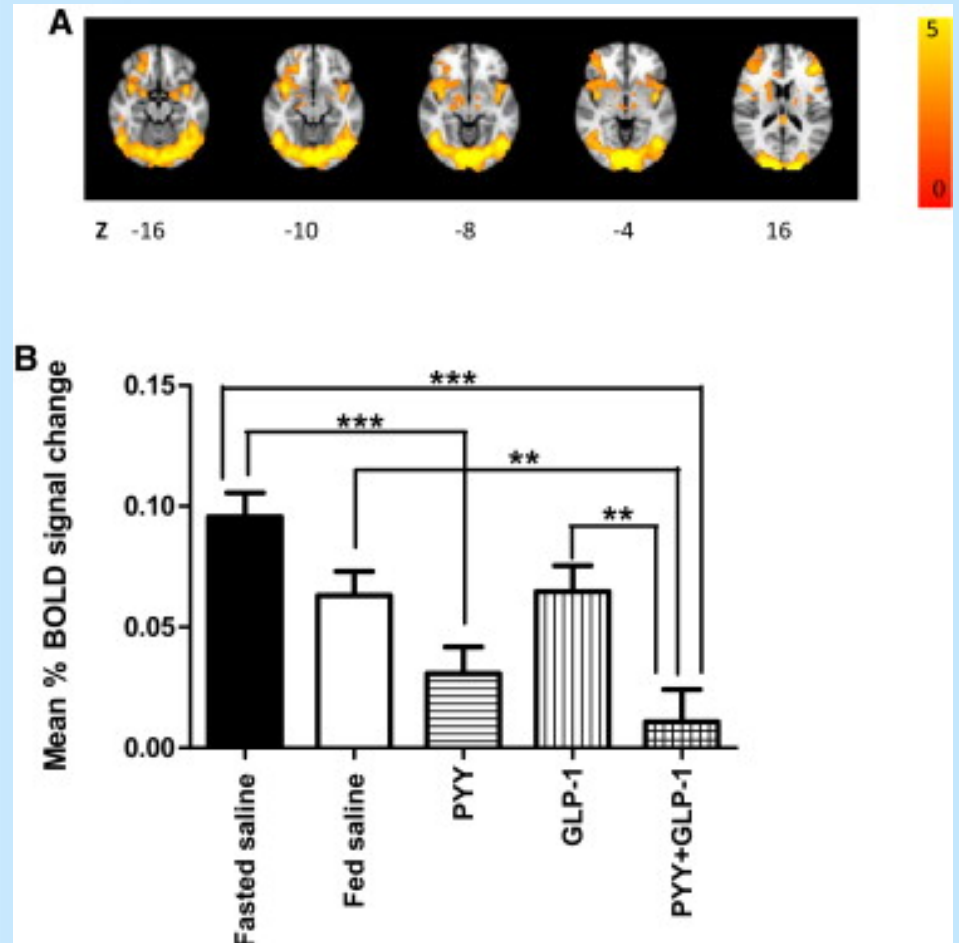 A
5
0
Z -16 -10 -8 -4 16
B
Mean % BOLD signal change
0.15
0.10
0.05
0.00
***
***
**
**
Fasted saline
Fed saline
PYY
GLP-1
PYY+GLP-1